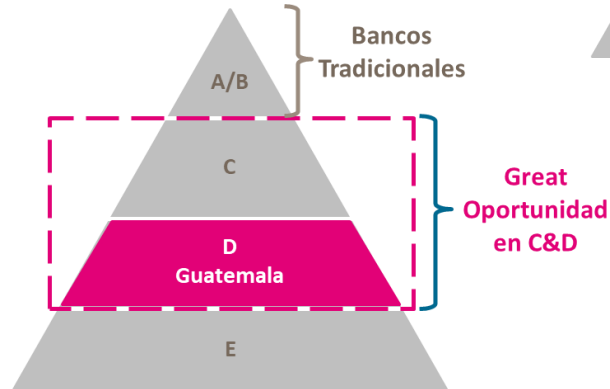 A/B
Bancos
Tradicionales
C
D
Guatemala
Great
Oportunidad
en C&D
E